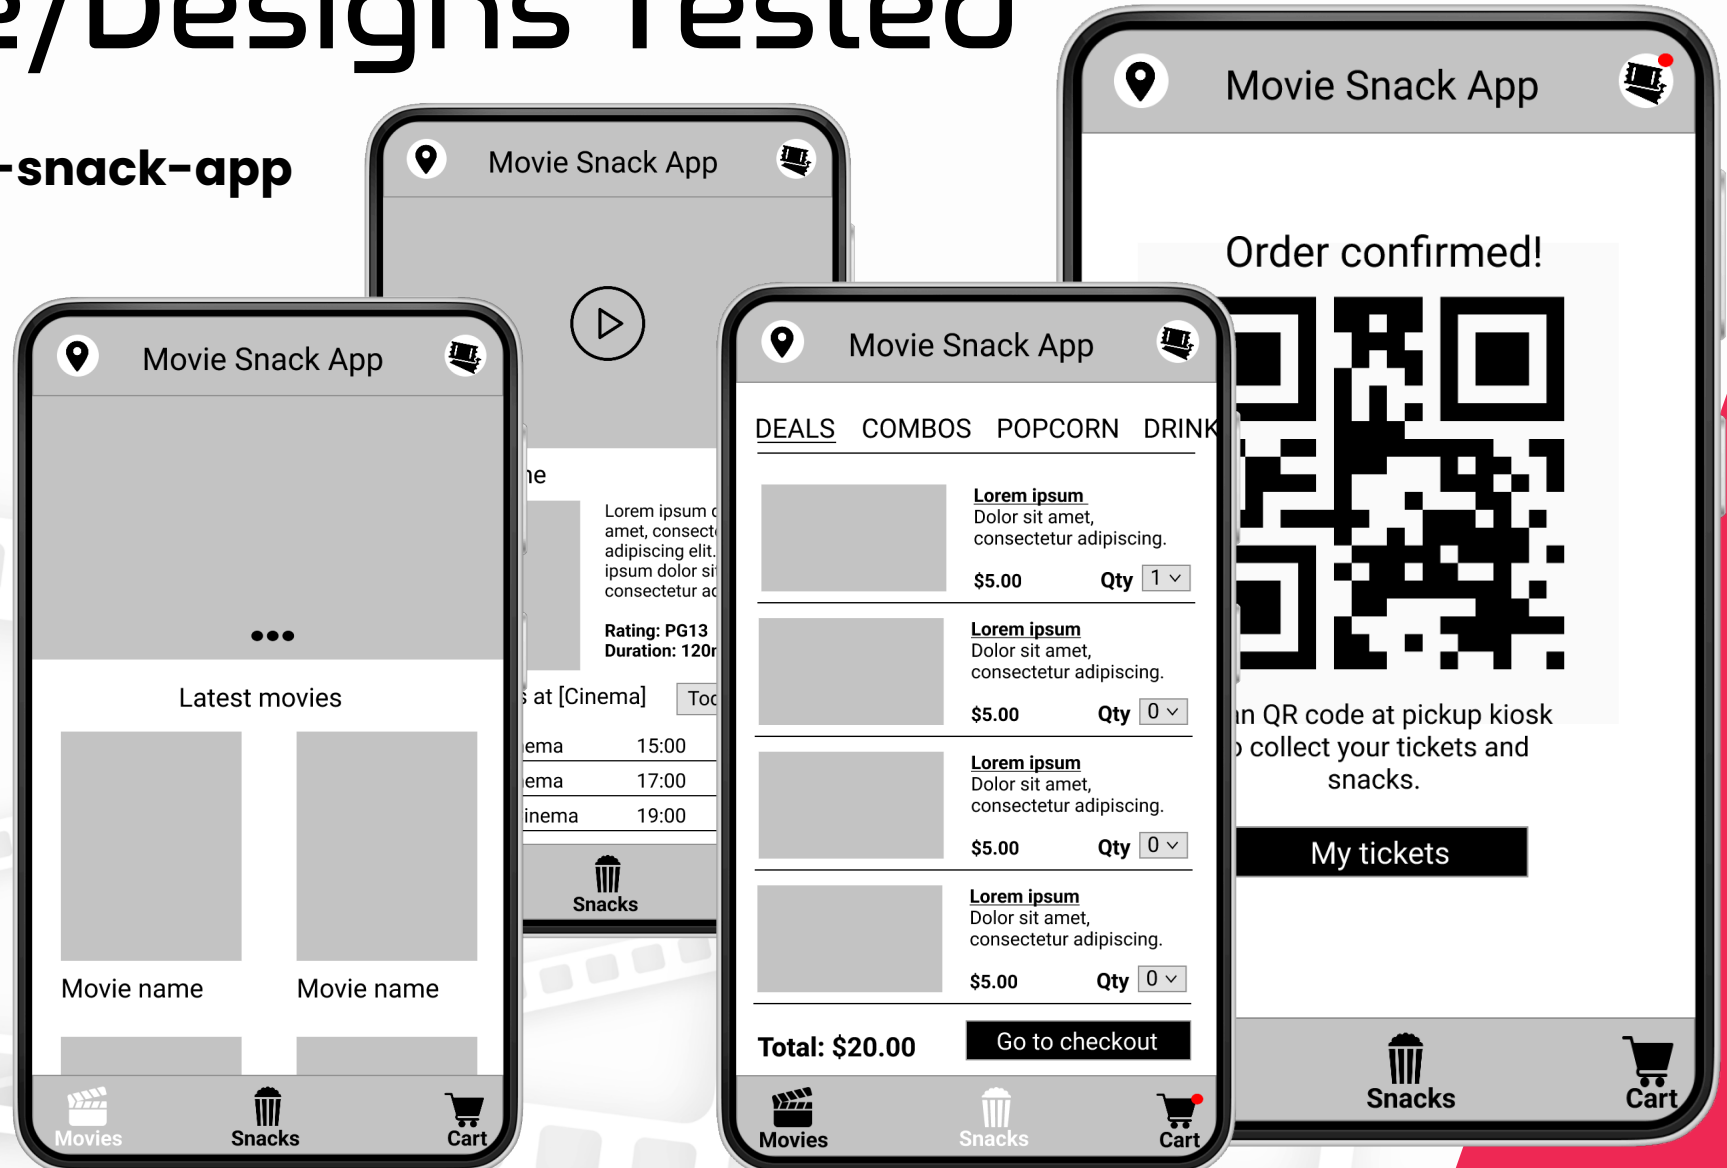 e/Designs Tested
-snack-app
Movie Snack App
Latest movies
Movie name
Movie name
Movies
Snacks
Cart
Movie Snack App
Lorem ipsum
amet,
adipiscing elit.
ipsum dolor
consectetur
Rating: PG13
Duration:
at [Cinema]
15:00
17:00
19:00
Snacks
Movie Snack App
DEALS COMBOS POPCORN DRINK
Lorem ipsum
Dolor sit amet,
consectetur adipiscing.
$5.00 Qty 1
Lorem ipsum
Dolor sit amet,
consectetur adipiscing.
$5.00 Qty 0
Lorem ipsum
Dolor sit amet,
consectetur adipiscing.
$5.00 Qty 0
Lorem ipsum
Dolor sit amet,
consectetur adipiscing.
$5.00 Qty 0
Total: $20.00 Go to checkout
Movies
Snacks
Cart
Movie Snack App
Order confirmed!
QR code at pickup kiosk
collect your tickets and
snacks.
My tickets
Snacks
Cart